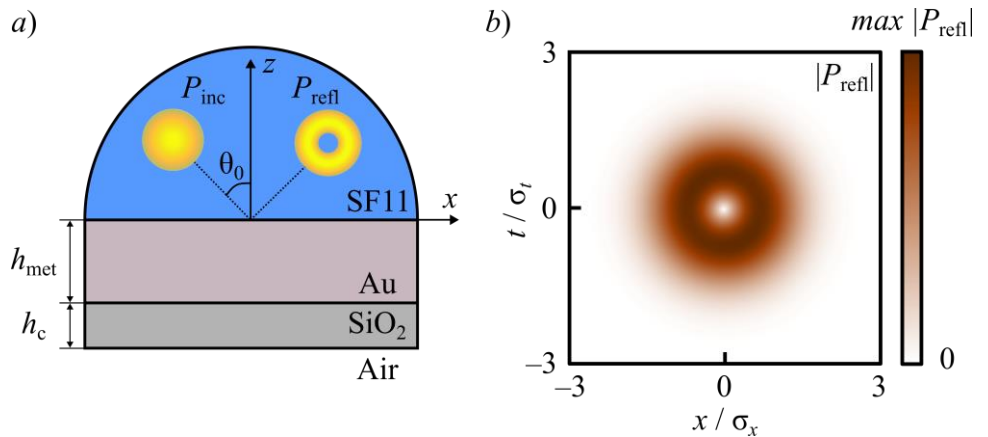 a)
z
P_inc
P_refl
θ_0
SF11
x
h_met
Au
h_c
SiO_2
Air
b)
max |P_refl|
3
|P_refl|
t / σ_t
0
–3
0
–3
0
3
x / σ_x